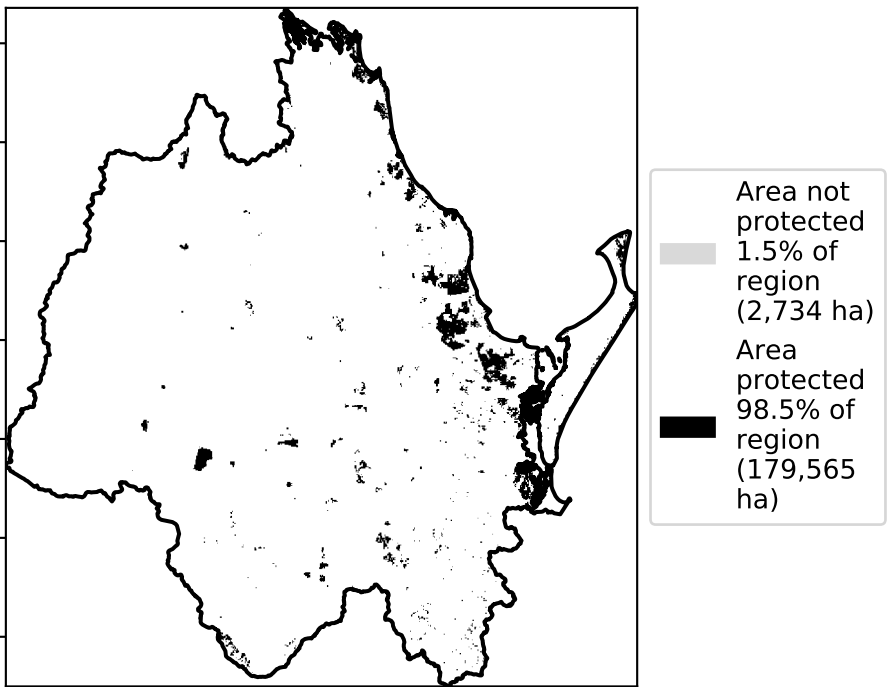 Area not
protected
1.5% of
region
(2,734 ha)
Area
protected
98.5% of
region
(179,565
ha)